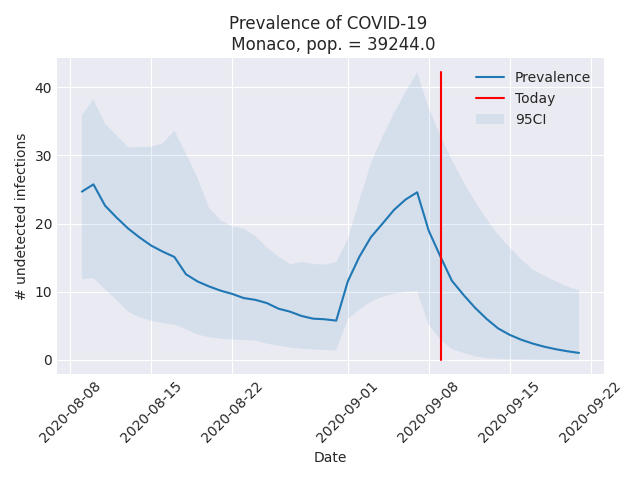 Prevalence of COVID-19
Monaco, pop. = 39244.0
Prevalence
Today
95CI
# undetected infections
40
30
20
10
0
2020-08-08
2020-08-15
2020-08-22
2020-09-01
2020-09-08
2020-09-15
2020-09-22
Date